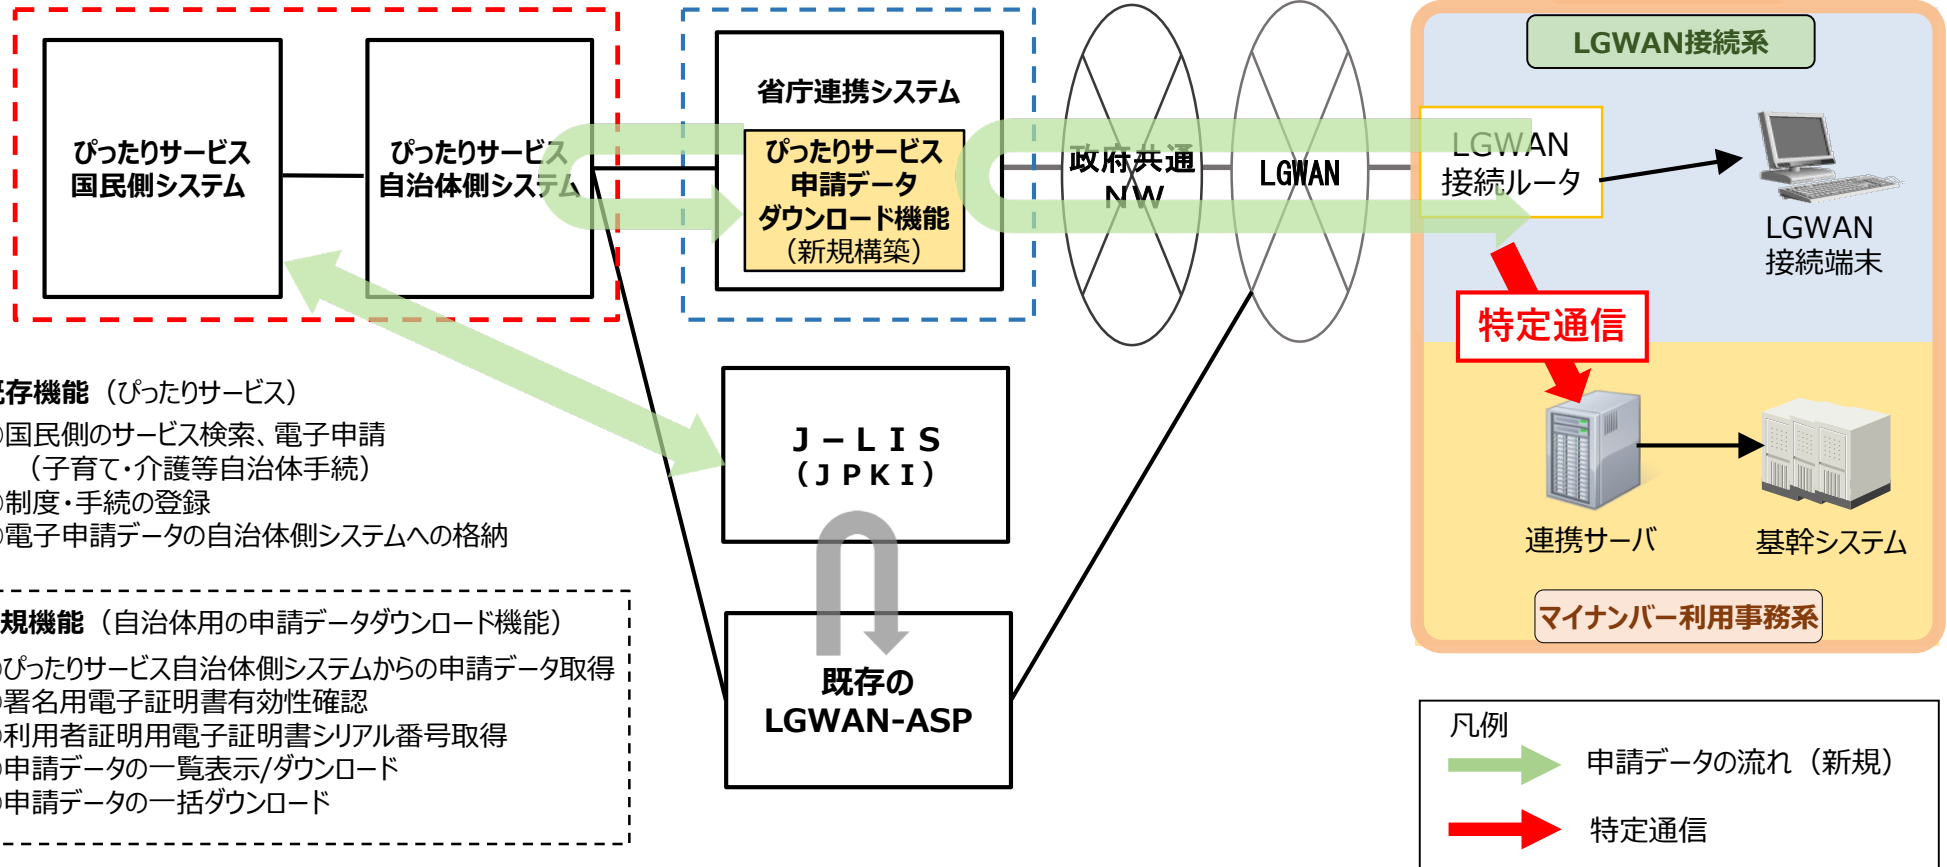 ぴったりサービス
国民側システム
ぴったりサービス
自治体側システム
省庁連携システム
ぴったりサービス
申請データ
ダウンロード機能
（新規構築）
政府共通
NW
LGWAN
LGWAN接続系
LGWAN
接続ルータ
LGWAN
接続端末
特定通信
連携サーバ
基幹システム
マイナンバー利用事務系
J－LIS
（JPKI）
既存の
LGWAN-ASP
存機能（ぴったりサービス）
国民側のサービス検索、電子申請
（子育て・介護等自治体手続）
制度・手続の登録
電子申請データの自治体側システムへの格納
規機能（自治体用の申請データダウンロード機能）
ぴったりサービス自治体側システムからの申請データ取得
署名用電子証明書有効性確認
利用者証明用電子証明書シリアル番号取得
申請データの一覧表示/ダウンロード
申請データの一括ダウンロード
凡例
申請データの流れ（新規）
特定通信